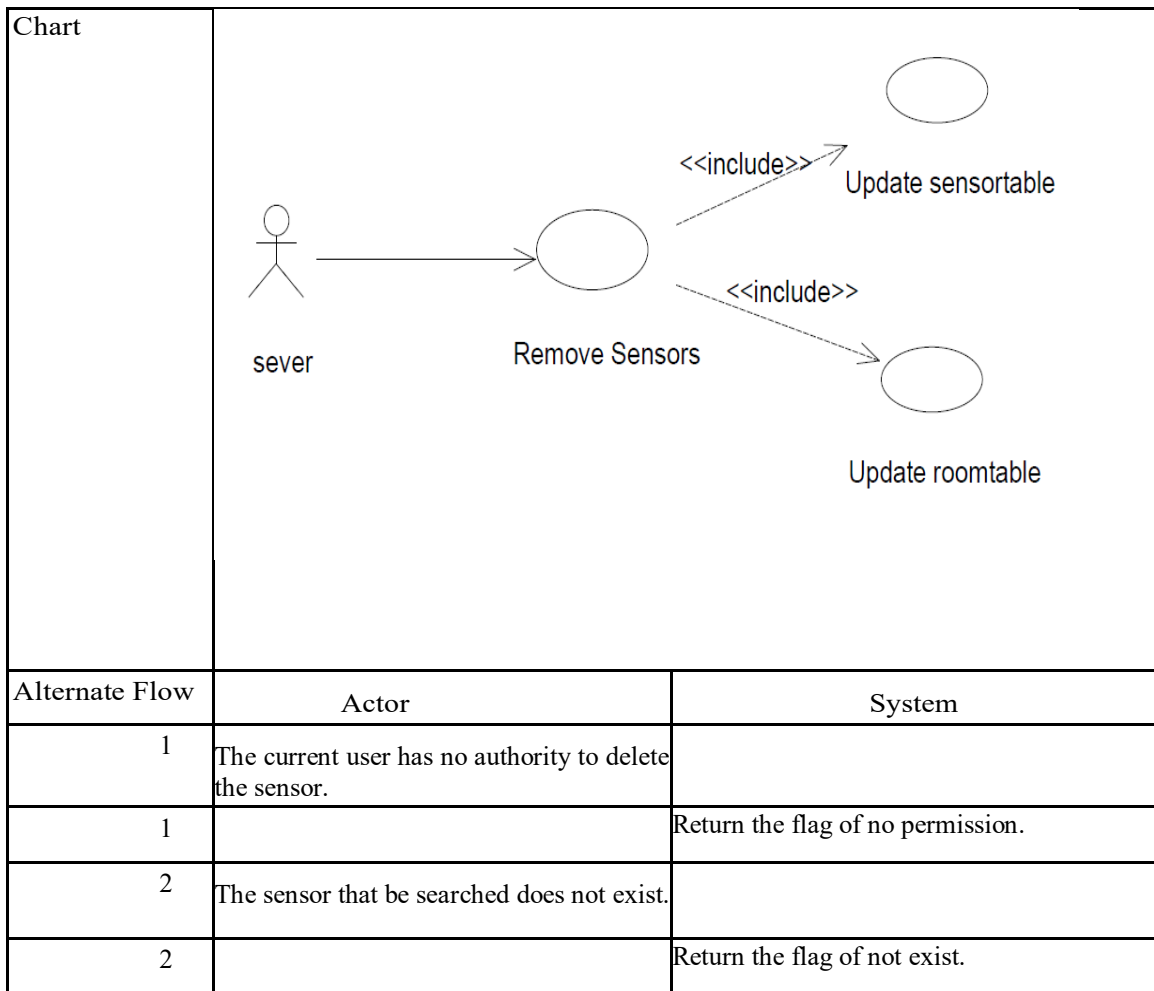 Chart
<<include>>
Update sensortable
<<include>>
sever
Remove Sensors
Update roomtable
Alternate Flow
Actor
System
1
The current user has no authority to delete
the sensor.
1
Return the flag of no permission.
2
The sensor that be searched does not exist.
2
Return the flag of not exist.